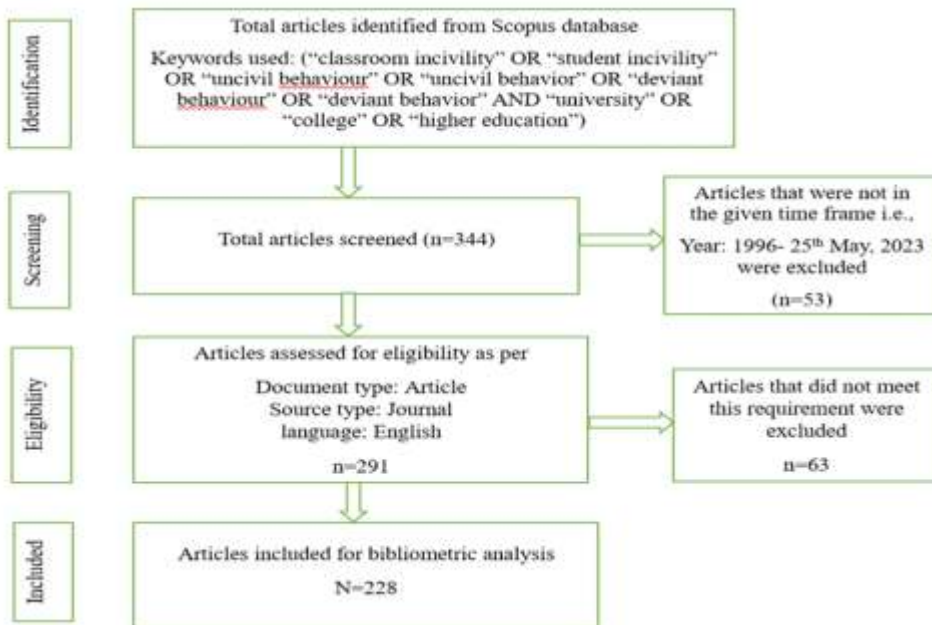 Identification
Total articles identified from Scopus database
Keywords used: (“classroom incivility” OR “student incivility”
OR “uncivil behaviour” OR “uncivil behavior” OR “deviant
behaviour” OR “deviant behavior” AND “university” OR
“college” OR “higher education”)
Screening
Total articles screened (n=344)
Articles that were not in
the given time frame i.e.,
Year: 1996- 25th May, 2023
were excluded
(n=53)
Eligibility
Articles assessed for eligibility as per
Document type: Article
Source type: Journal
language: English
n=291
Articles that did not meet
this requirement were
excluded
n=63
Included
Articles included for bibliometric analysis
N=228